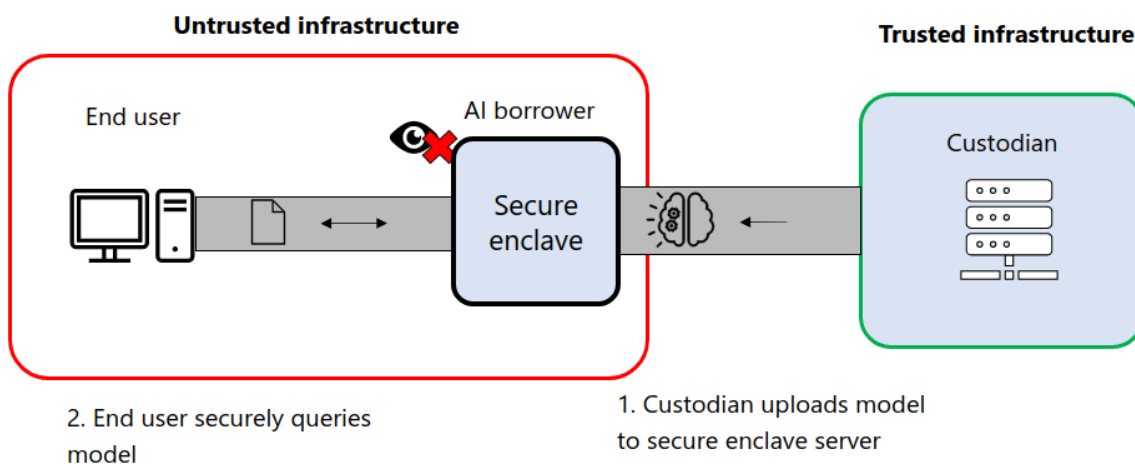 Untrusted infrastructure
Trusted infrastructure
End user
AI borrower
Custodian
Secure
enclave
2. End user securely queries
model
1. Custodian uploads model
to secure enclave server